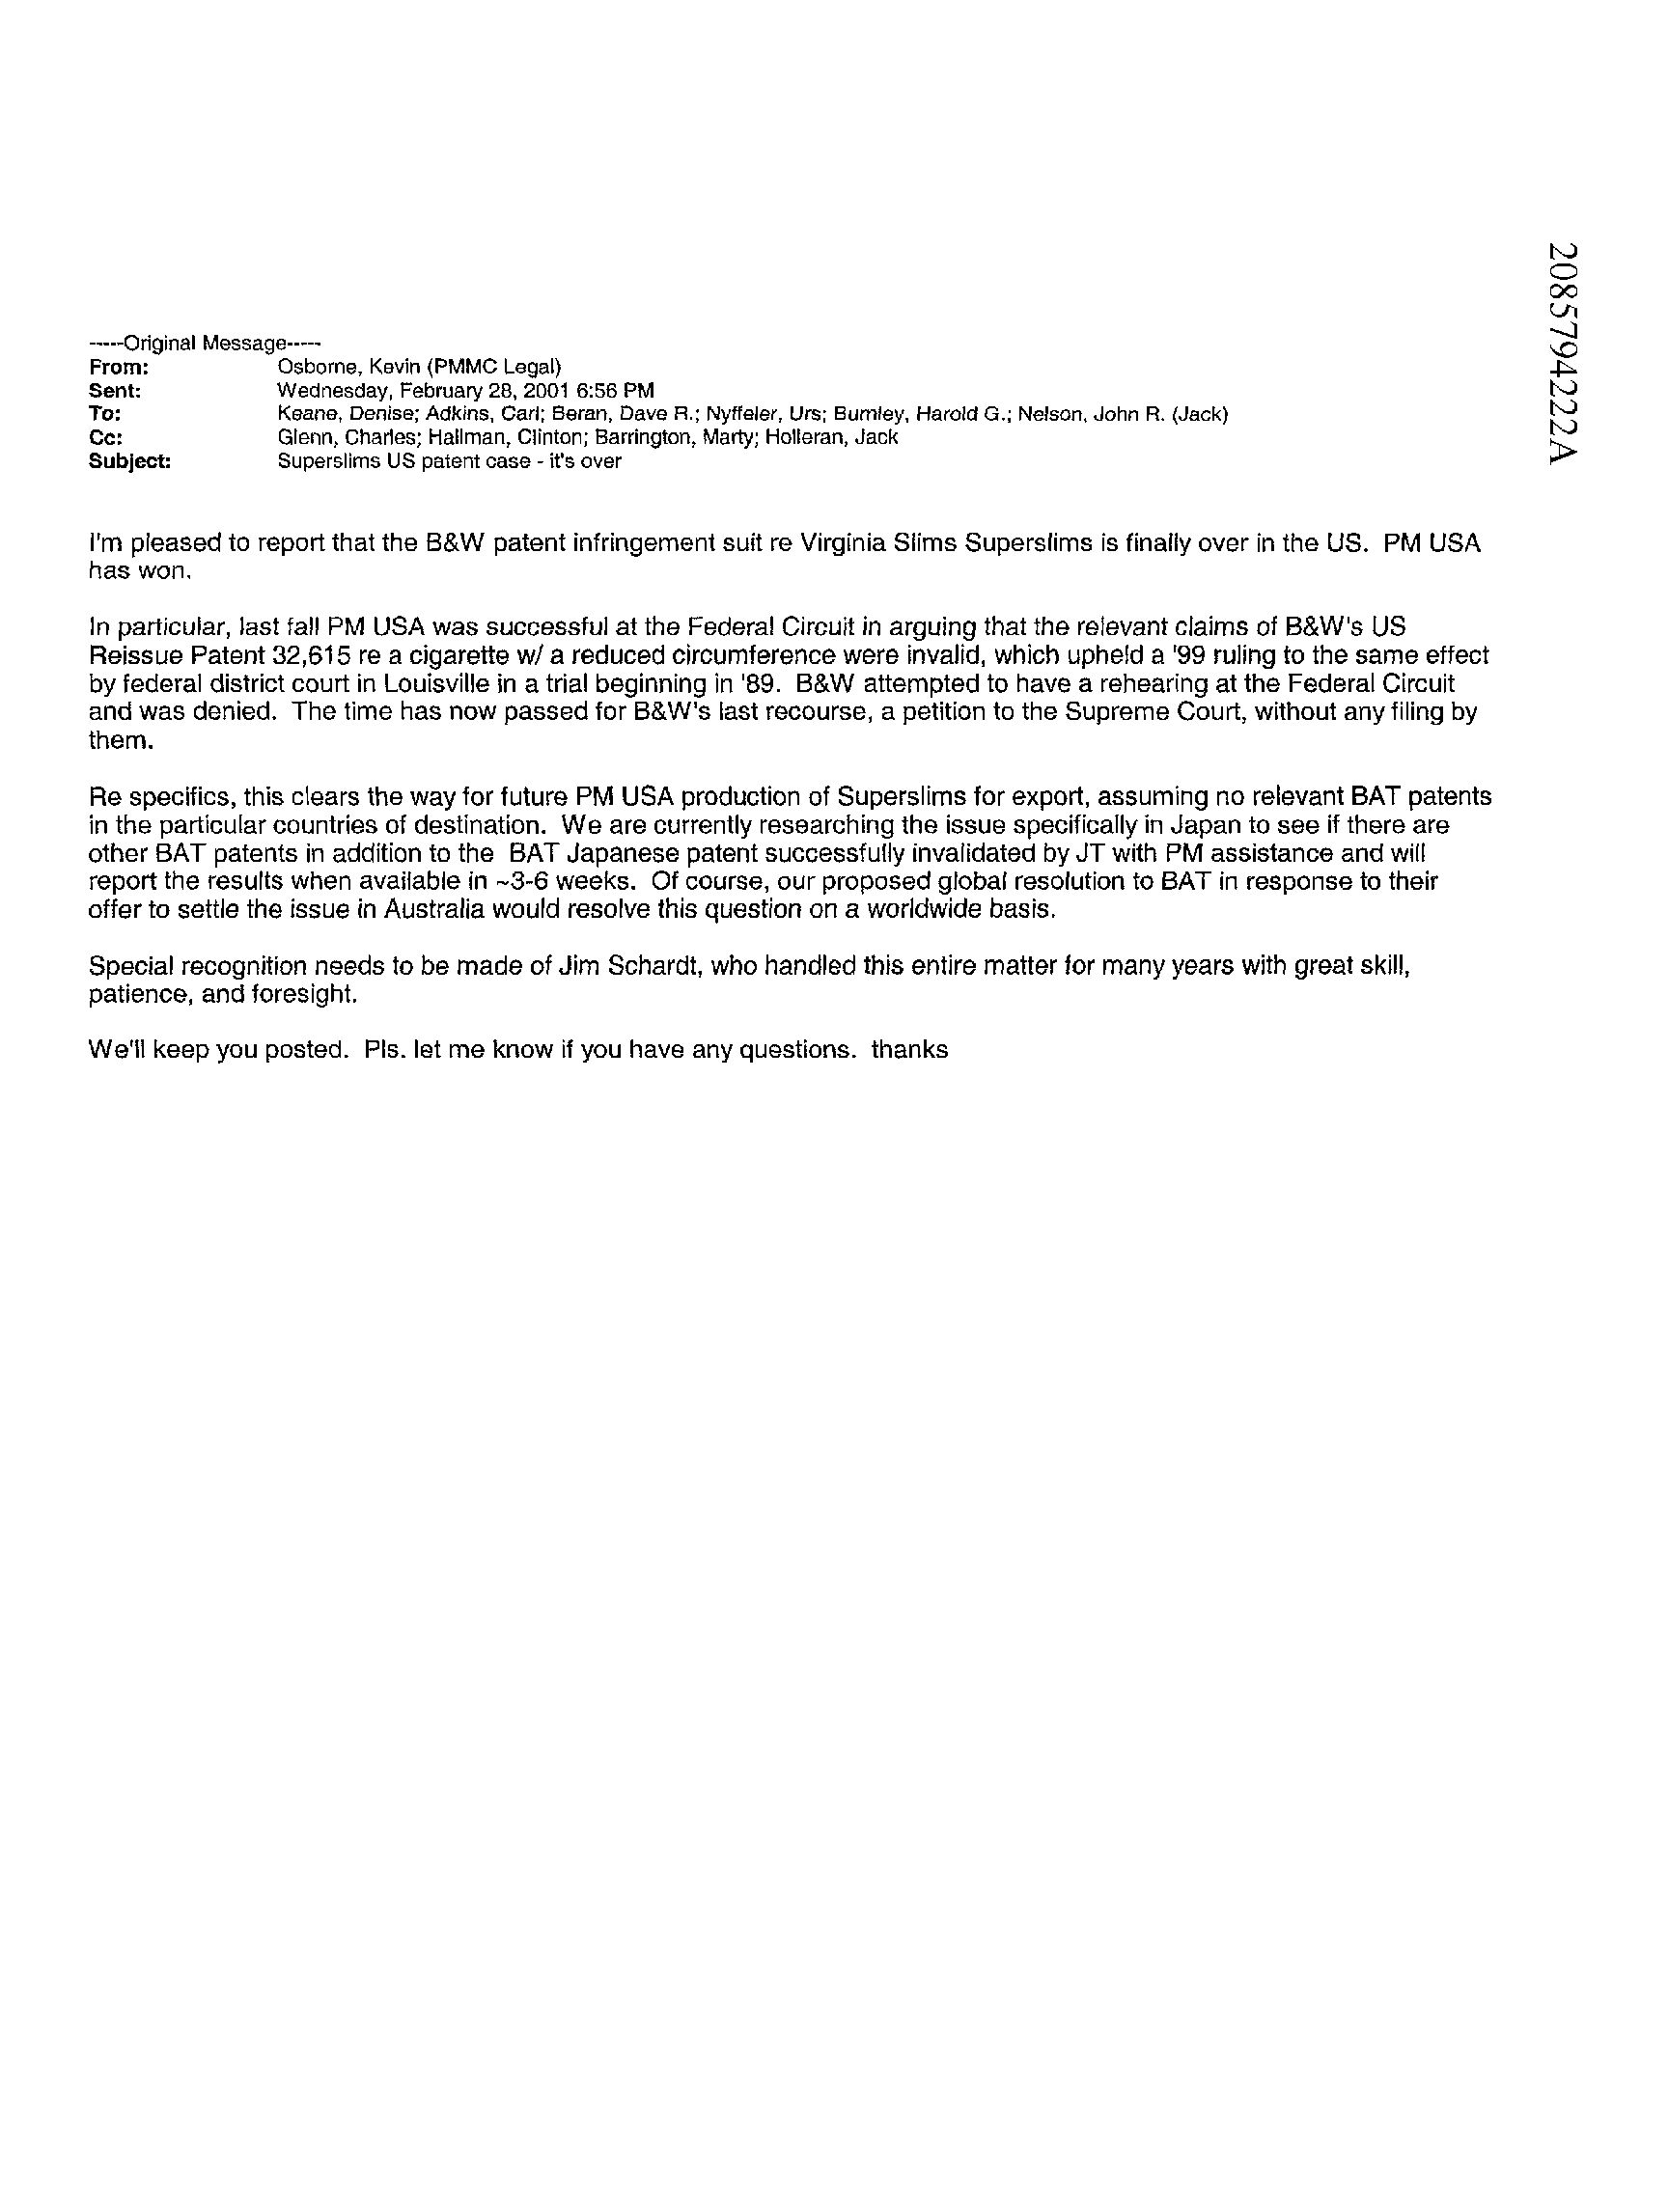 2085794222A
-----Original Message-----
From: Osborne, Kevin (PMMC Legal)
Sent: Wednesday, February 28, 2001 6:56 PM
To: Keane, Denise; Adkins, Carl; Beran, Dave R.; Nyffeler, Urs; Burnley, Harold G.; Nelson, John R. (Jack)
Cc: Glenn, Charles; Hallman, Clinton; Barrington, Marty; Holleran, Jack
Subject: Superslims US patent case - it's over
I'm pleased to report that the B&W patent infringement suit re Virginia Slims Superslims is finally over in the US. PM USA
has won.
In particular, last fall PM USA was successful at the Federal Circuit in arguing that the relevant claims of B&W's US
Reissue Patent 32,615 re a cigarette w/ a reduced circumference were invalid, which upheld a '99 ruling to the same effect
by federal district court in Louisville in a trial beginning in '89. B&W attempted to have a rehearing at the Federal Circuit
and was denied. The time has now passed for B&W's last recourse, a petition to the Supreme Court, without any filing by
them.
Re specifics, this clears the way for future PM USA production of Superslims for export, assuming no relevant BAT patents
in the particular countries of destination. We are currently researching the issue specifically in Japan to see if there are
other BAT patents in addition to the BAT Japanese patent successfully invalidated by JT with PM assistance and will
report the results when available in ~3-6 weeks. Of course, our proposed global resolution to BAT in response to their
offer to settle the issue in Australia would resolve this question on a worldwide basis.
Special recognition needs to be made of Jim Schardt, who handled this entire matter for many years with great skill,
patience, and foresight.
We'll keep you posted. Pls. let me know if you have any questions. thanks